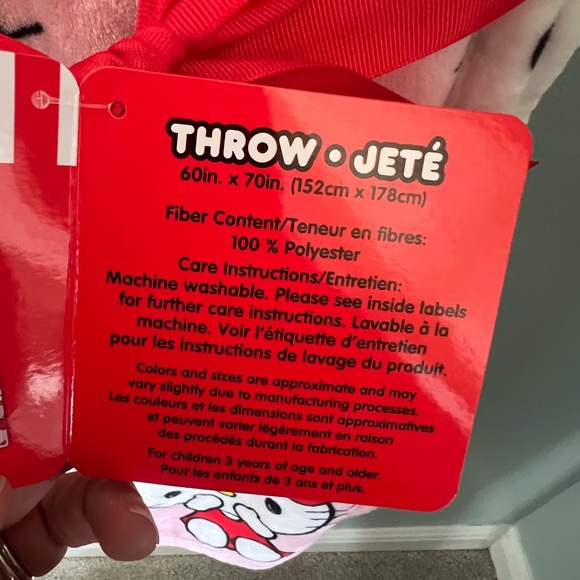 THROW • JETÉ
60in. x 70in. (152cm x 178cm)
Fiber Content/Teneur en fibres:
100 % Polyester
Care Instructions/Entretien:
Machine washable. Please see inside labels
for further care instructions. Lavable à la
machine. Voir l'étiquette d'entretien
pour les instructions de lavage du produit.
Colors and sizes are approximate and may
vary slightly due to manufacturing processes.
Les couleurs et les dimensions sont approximatives
et peuvent varier légèrement en raison
des procédés durant la fabrication.
For children 3 years of age and older.
Pour les enfants de 3 ans et plus.